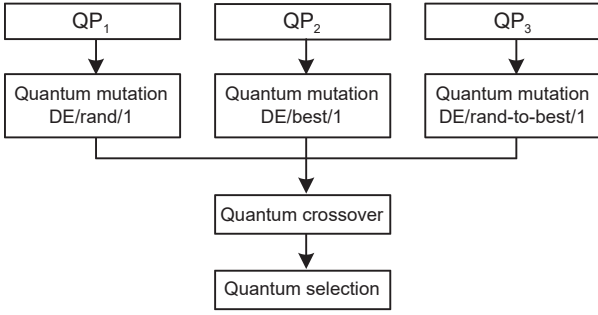 QP₁
QP₂
QP₃
Quantum mutation
DE/rand/1
Quantum mutation
DE/best/1
Quantum mutation
DE/rand-to-best/1
Quantum crossover
Quantum selection